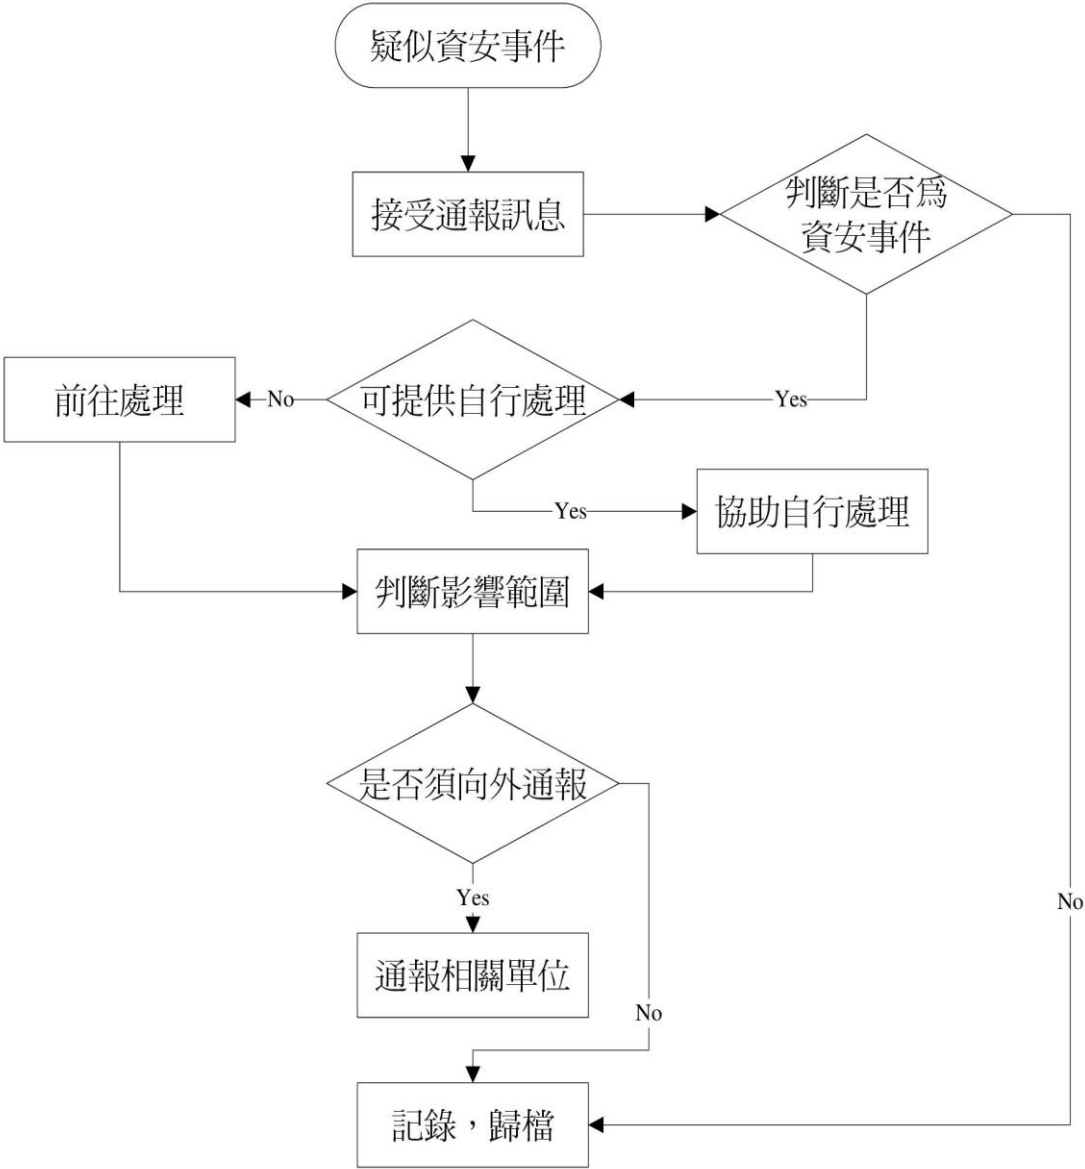 疑似資安事件
接受通報訊息
判斷是否爲
資安事件
前往處理
No
可提供自行處理
Yes
Yes
協助自行處理
判斷影響範圍
是否須向外通報
Yes
No
通報相關單位
No
記錄，歸檔